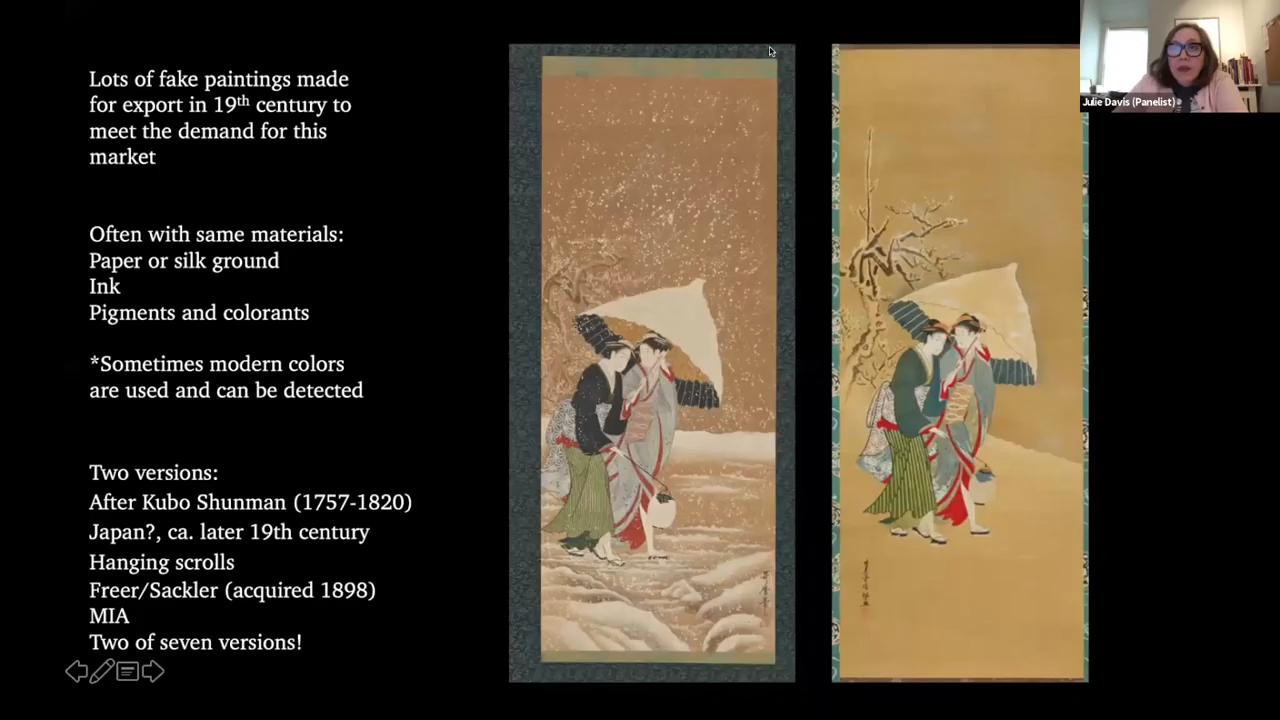 Lots of fake paintings made
for export in 19th century to
meet the demand for this
market
Often with same materials:
Paper or silk ground
Ink
Pigments and colorants
*Sometimes modern colors
are used and can be detected
Two versions:
After Kubo Shunman (1757-1820)
Japan?, ca. later 19th century
Hanging scrolls
Freer/Sackler (acquired 1898)
MIA
Two of seven versions!
Julie Davis (Panelist)